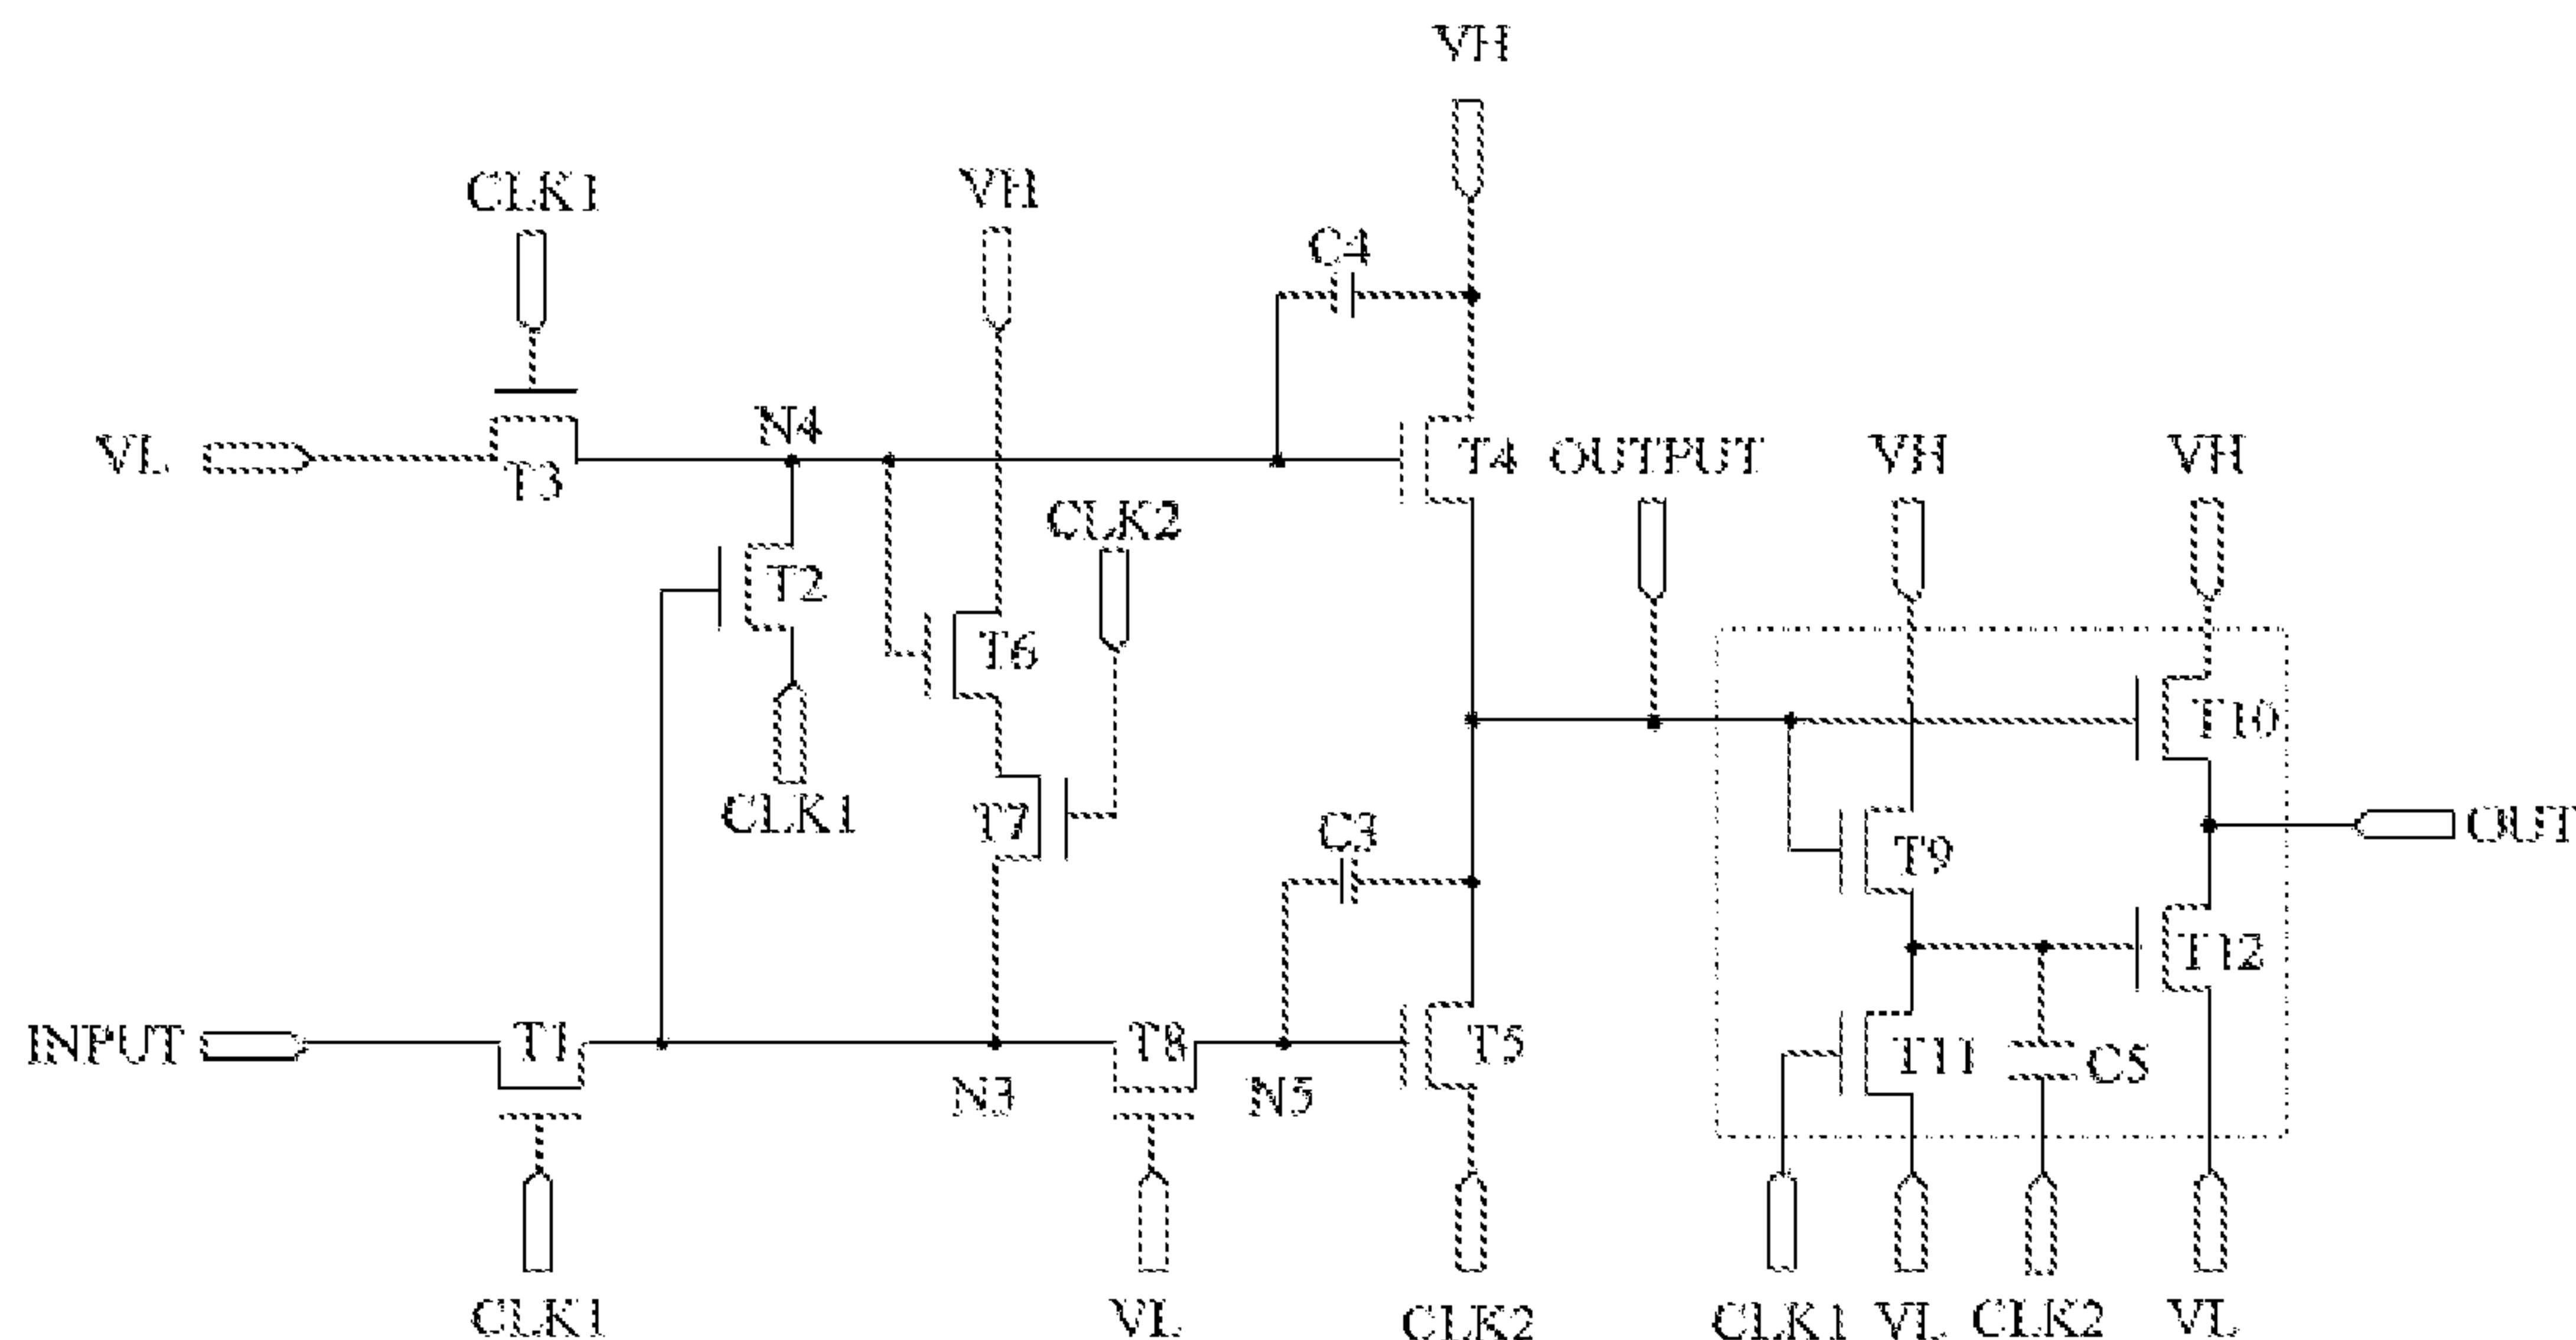 VH
CLK1
VH
C4
N4
VL
T3
T4
OUTPUT
VH
VH
CLK2
T2
T6
T10
CLK1
T7
C3
OUT
T9
T12
INPUT
T1
T8
T5
T11
C5
N3
N5
CLK1
VL
CLK2
CLK1
VL
CLK2
VL